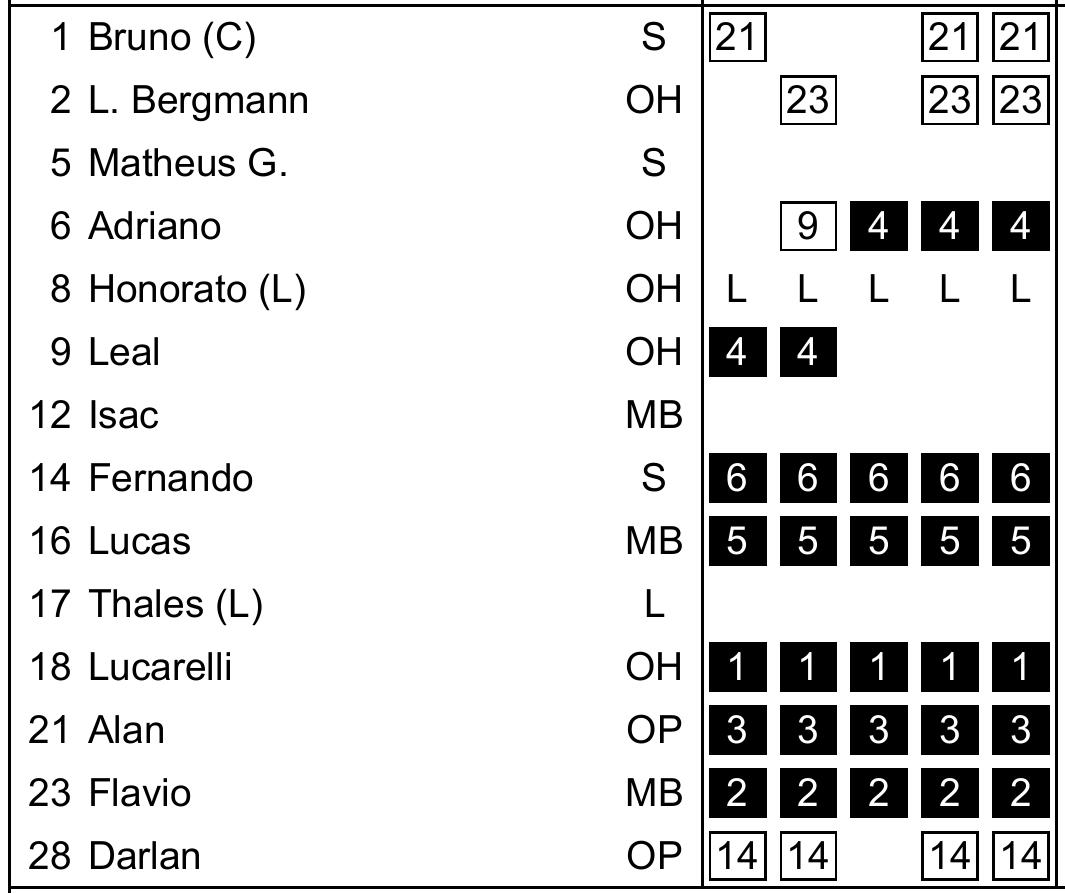 1 Bruno (C) S 21 21 21
2 L. Bergmann OH 23 23 23
5 Matheus G. S
6 Adriano OH 9 4 4 4
8 Honorato (L) OH L L L L L
9 Leal OH 4 4
12 Isac MB
14 Fernando S 6 6 6 6 6
16 Lucas MB 5 5 5 5 5
17 Thales (L) L
18 Lucarelli OH 1 1 1 1 1
21 Alan OP 3 3 3 3 3
23 Flavio MB 2 2 2 2 2
28 Darlan OP 14 14 14 14